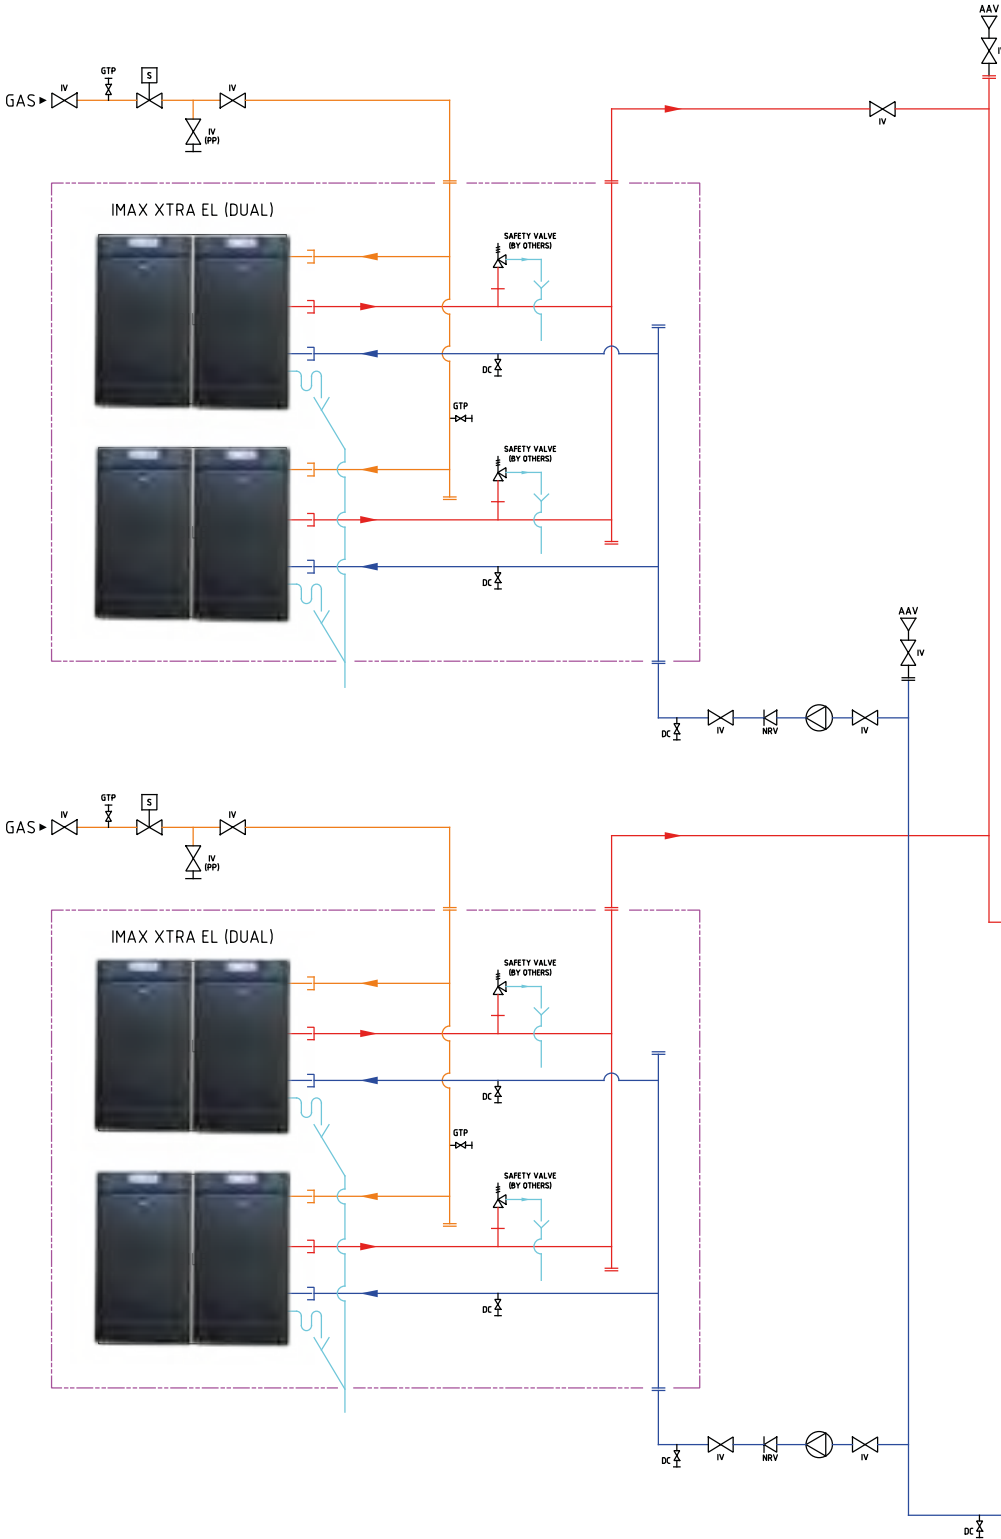 AAV
IV
GTP
S
IV
IV
GAS
IV
(PP)
IV
IMAX XTRA EL (DUAL)
SAFETY VALVE
(BY OTHERS)
DC
GTP
SAFETY VALVE
(BY OTHERS)
DC
AAV
IV
DC
IV
NRV
IV
GTP
S
IV
IV
GAS
IV
(PP)
IMAX XTRA EL (DUAL)
SAFETY VALVE
(BY OTHERS)
DC
GTP
SAFETY VALVE
(BY OTHERS)
DC
DC
IV
NRV
IV
DC